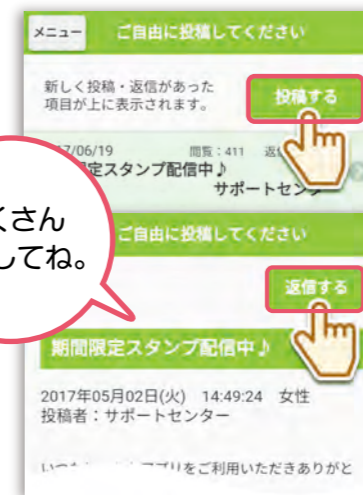 メニュー
ご自由に投稿してください
新しく投稿・返信があった
項目が上に表示されます。
投稿する
7/06/19
閲覧:411
定スタンプ配信中♪
サポートセンター
くさん
してね。
ご自由に投稿してください
返信する
期間限定スタンプ配信中♪
2017年05月02日(火) 14:49:24 女性
投稿者:サポートセンター
プリをご利用いただきありがと